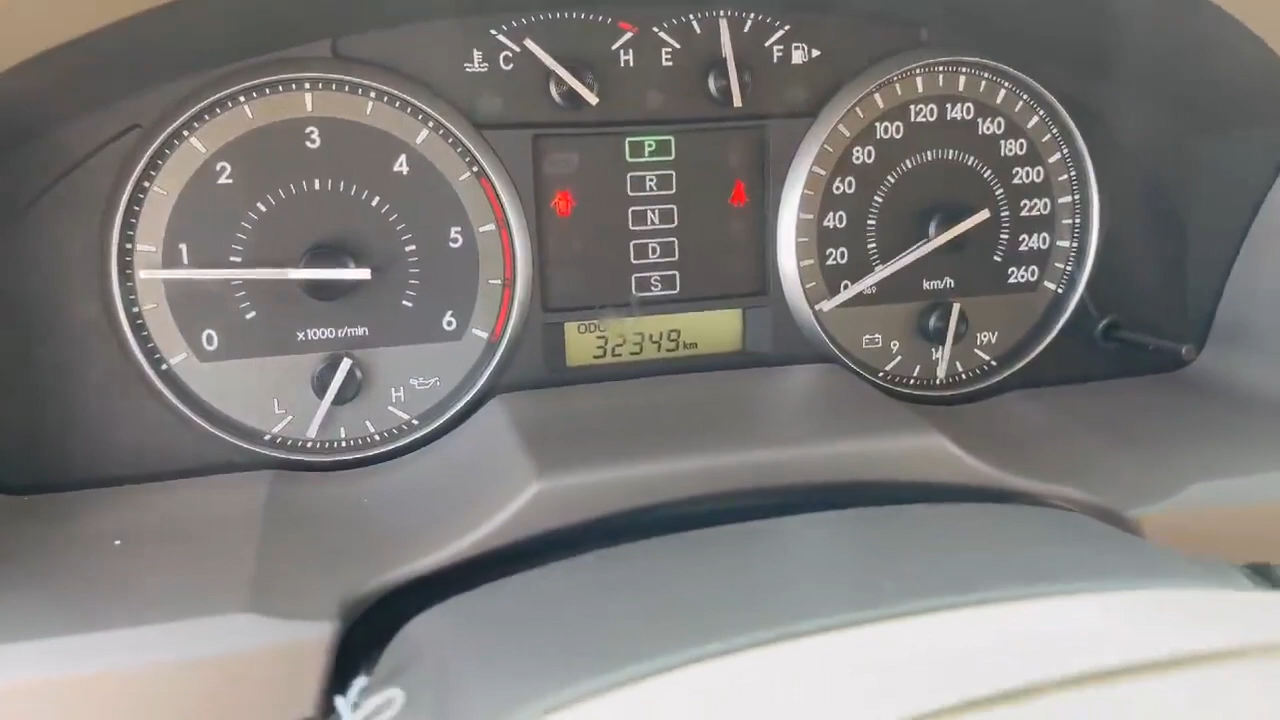 C H E F
0 1 2 3 4 5 6
x1000 r/min
L H
P
R
N
D
S
ODO
32349 km
0 20 40 60 80 100 120 140 160 180 200 220 240 260
km/h
9 14 19V